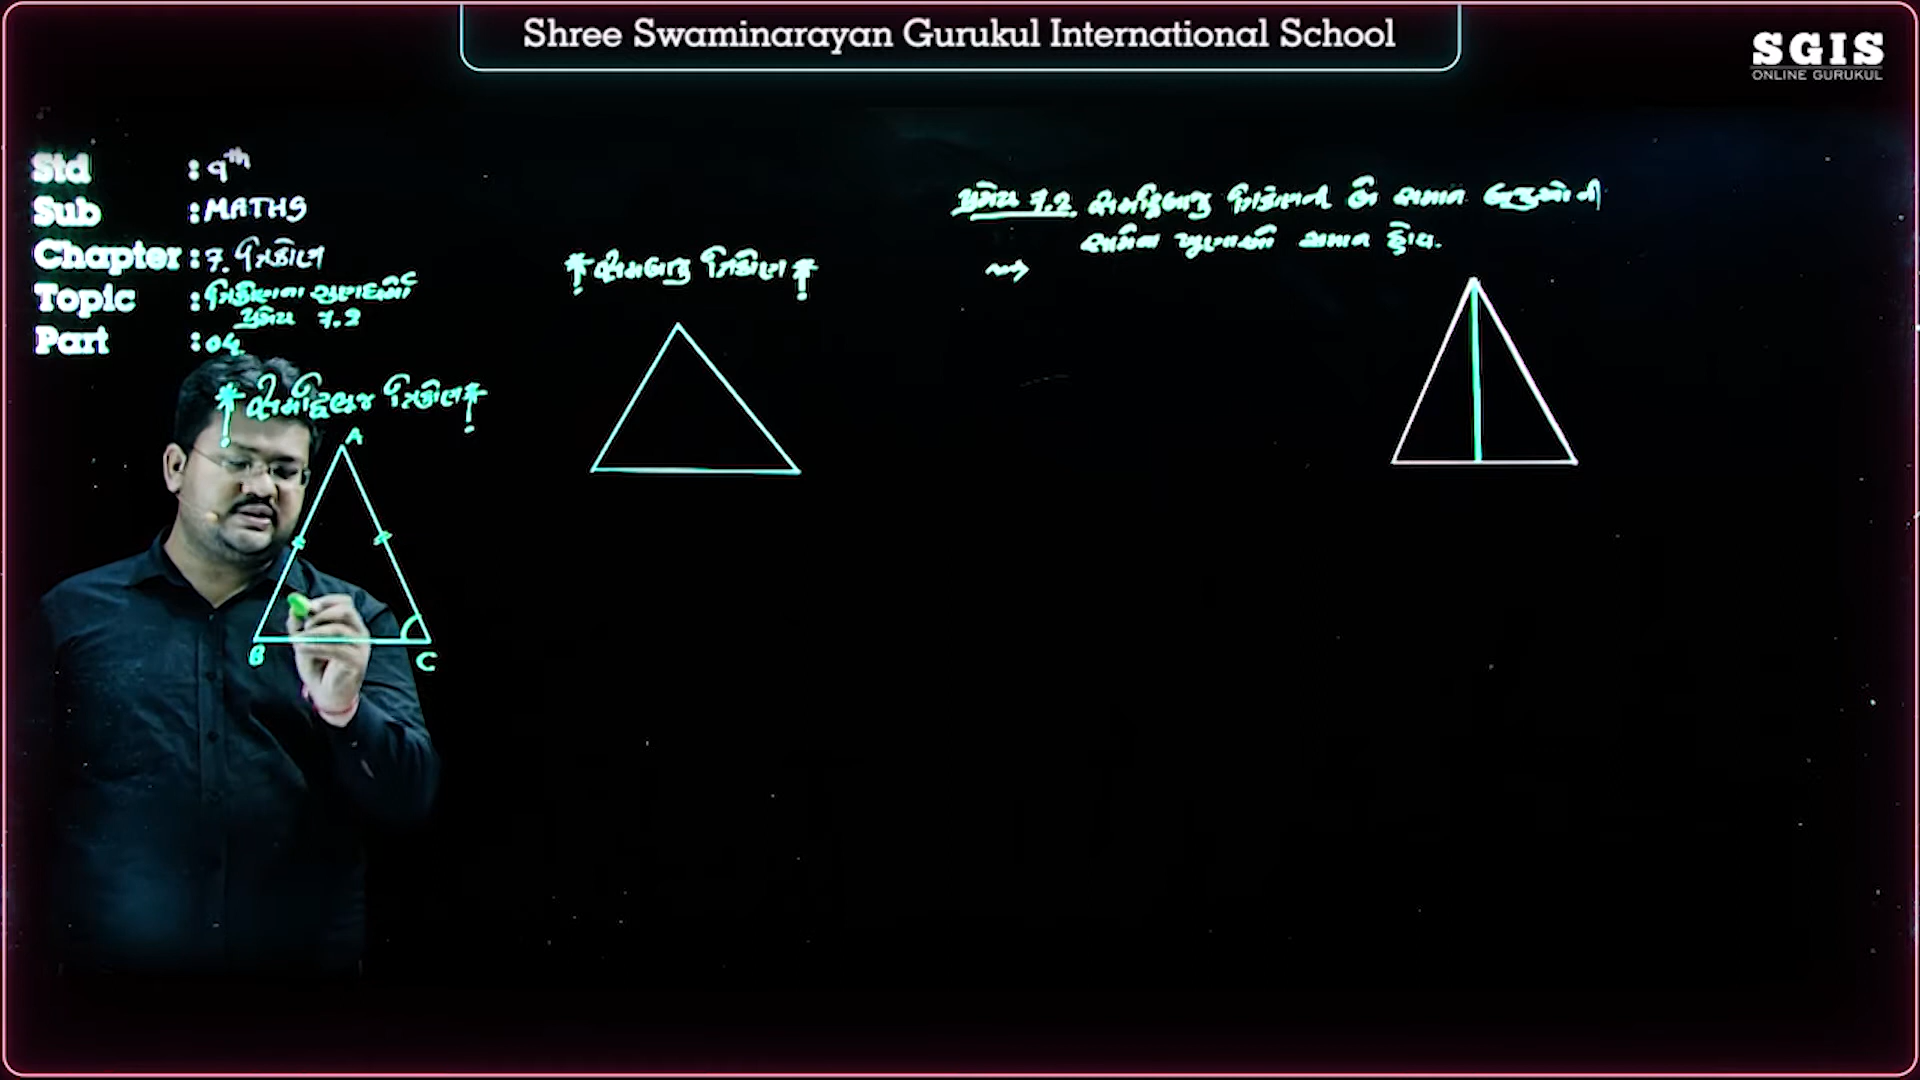 Shree Swaminarayan Gurukul International School
SGIS
ONLINE GURUKUL
Std : 9th
Sub : MATHS
Chapter : 7. ત્રિકોણ
Topic : ત્રિકોણના ગુણધર્મો
પ્રમેય 7.2
Part : 04
* સમદ્વિભુજ ત્રિકોણ *
A
B
C
* સમબાજુ ત્રિકોણ *
પ્રમેય 7.2 સમદ્વિબાજુ ત્રિકોણની સમાન બાજુઓની
સામેના ખૂણાઓ સમાન હોય.